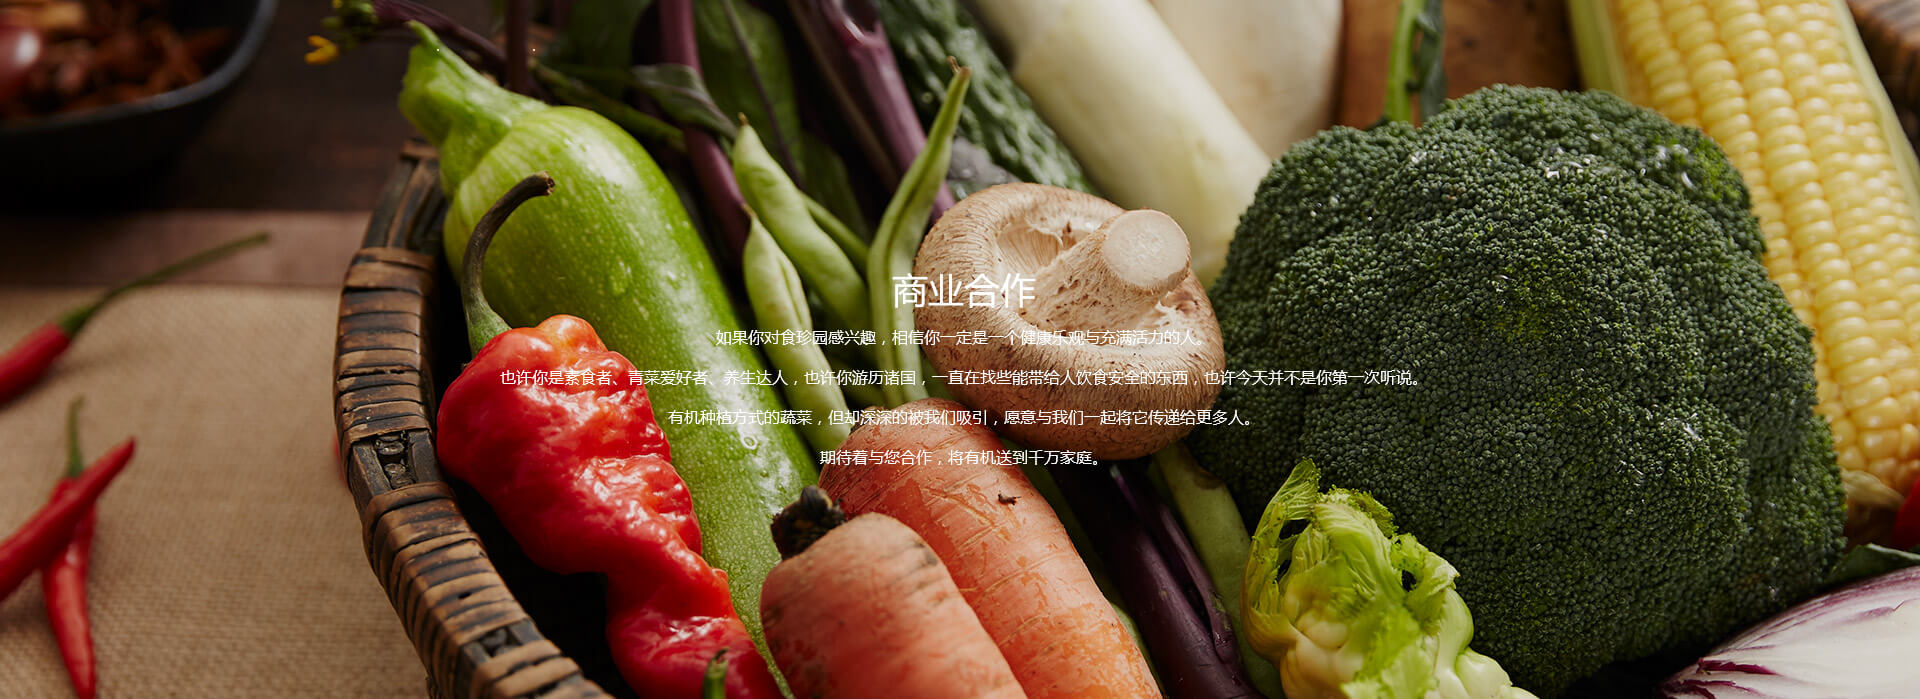 商业合作
如果你对食珍园感兴趣，相信你一定是一个健康乐观与充满活力的人。
也许你是素食者、青菜爱好者、养生达人，也许你游历诸国，一直在找些能带给人饮食安全的东西，也许今天并不是你第一次听说。
有机种植方式的蔬菜，但却深深的被我们吸引，愿意与我们一起将它传递给更多人。
期待着与您合作，将有机送到千万家庭。